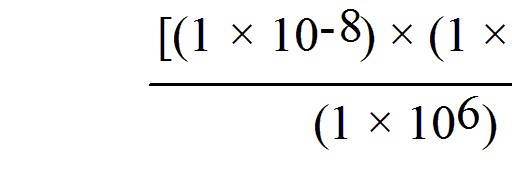 [(1 × 10⁻⁸) × (1 ×
(1 × 10⁶)